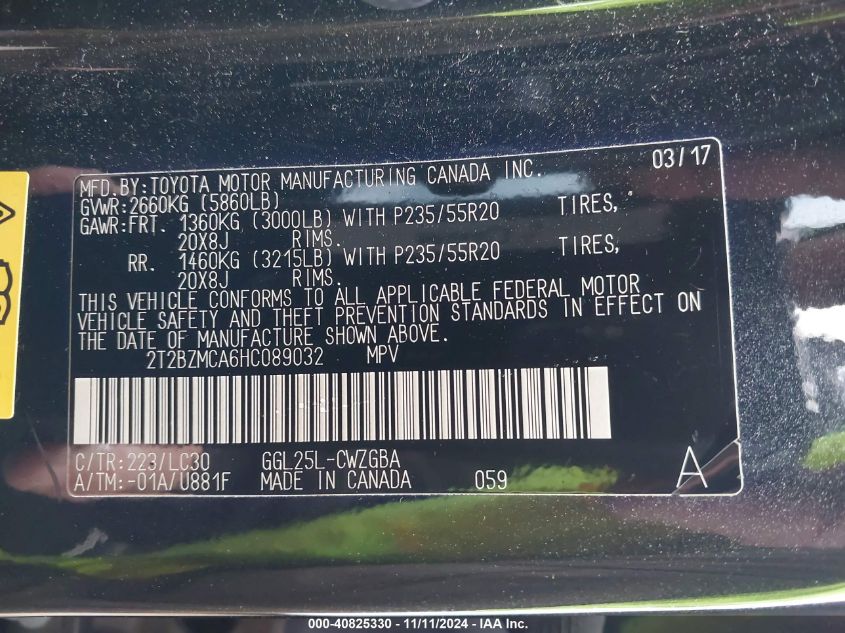 MFD. BY: TOYOTA MOTOR MANUFACTURING CANADA INC. 03/17
GVWR: 2660KG (5860LB)
GAWR: FRT. 1360KG (3000LB) WITH P235/55R20 TIRES,
20X8J RIMS.
RR. 1460KG (3215LB) WITH P235/55R20 TIRES,
20X8J RIMS.
THIS VEHICLE CONFORMS TO ALL APPLICABLE FEDERAL MOTOR
VEHICLE SAFETY AND THEFT PREVENTION STANDARDS IN EFFECT ON
THE DATE OF MANUFACTURE SHOWN ABOVE.
2T2BZMCA6HC089032 MPV
C/TR: 223/LC30 GGL25L-CWZGBA
A/TM: -01A/U881F MADE IN CANADA 059 A
000-40825330 - 11/11/2024 - IAA Inc.